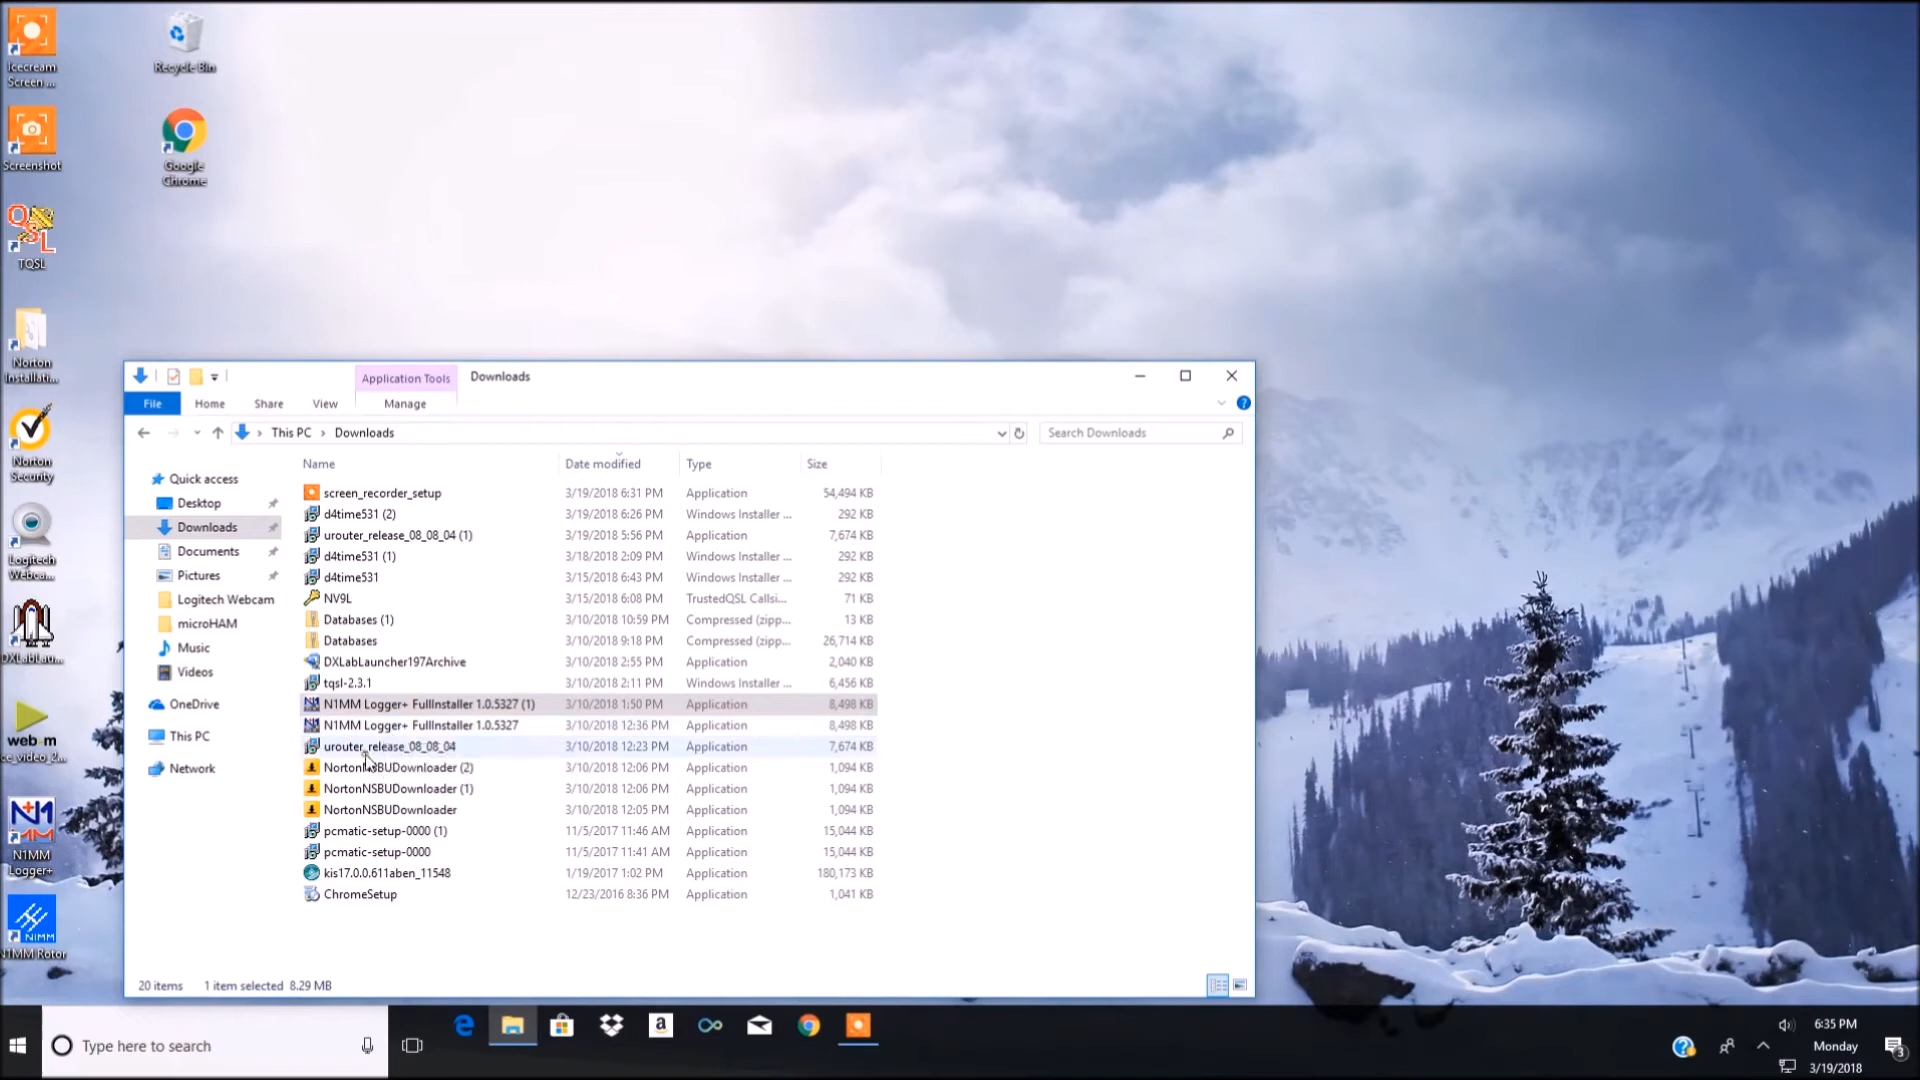 Icecream
Screen ...
Recycle Bin
Screenshot
Google
Chrome
QSL
TQSL
Norton
Installati...
Norton
Security
Logitech
Webca...
DXLabLau...
web m
ce_video_2...
N1MM
Logger+
NIMM
N1MM Rotor
Application Tools
Downloads
File
Home
Share
View
Manage
This PC > Downloads
Search Downloads
Name
Date modified
Type
Size
Quick access
Desktop
Downloads
Documents
Pictures
Logitech Webcam
microHAM
Music
Videos
OneDrive
This PC
Network
screen_recorder_setup 3/19/2018 6:31 PM Application 54,494 KB
d4time531 (2) 3/19/2018 6:26 PM Windows Installer ... 292 KB
urouter_release_08_08_04 (1) 3/19/2018 5:56 PM Application 7,674 KB
d4time531 (1) 3/18/2018 2:09 PM Windows Installer ... 292 KB
d4time531 3/15/2018 6:43 PM Windows Installer ... 292 KB
NV9L 3/15/2018 6:08 PM TrustedQSL Callsi... 71 KB
Databases (1) 3/10/2018 10:59 PM Compressed (zipp... 13 KB
Databases 3/10/2018 9:18 PM Compressed (zipp... 26,714 KB
DXLabLauncher197Archive 3/10/2018 2:55 PM Application 2,040 KB
tqsl-2.3.1 3/10/2018 2:11 PM Windows Installer ... 6,456 KB
N1MM Logger+ FullInstaller 1.0.5327 (1) 3/10/2018 1:50 PM Application 8,498 KB
N1MM Logger+ FullInstaller 1.0.5327 3/10/2018 12:36 PM Application 8,498 KB
urouter_release_08_08_04 3/10/2018 12:23 PM Application 7,674 KB
NortonNSBUDownloader (2) 3/10/2018 12:06 PM Application 1,094 KB
NortonNSBUDownloader (1) 3/10/2018 12:06 PM Application 1,094 KB
NortonNSBUDownloader 3/10/2018 12:05 PM Application 1,094 KB
pcmatic-setup-0000 (1) 11/5/2017 11:46 AM Application 15,044 KB
pcmatic-setup-0000 11/5/2017 11:41 AM Application 15,044 KB
kis17.0.0.611aben_11548 1/19/2017 1:02 PM Application 180,173 KB
ChromeSetup 12/23/2016 8:36 PM Application 1,041 KB
20 items 1 item selected 8.29 MB
Type here to search
6:35 PM
Monday
3/19/2018
3